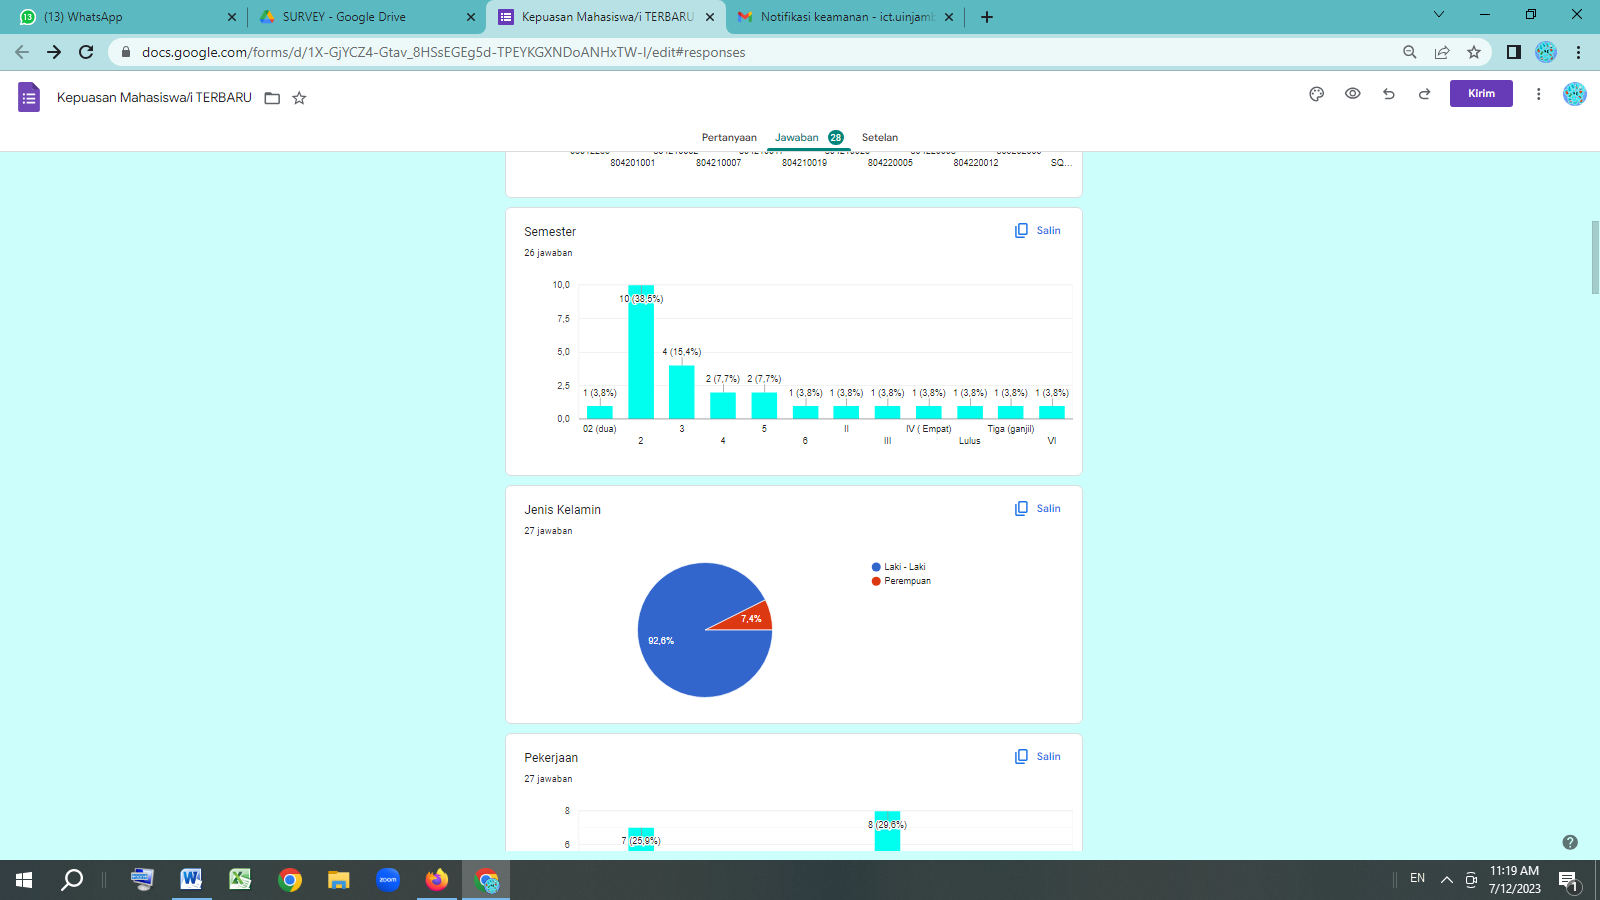 (13) WhatsApp
SURVEY - Google Drive
Kepuasan Mahasiswa/i TERBARU
Notifikasi keamanan - ict.uinjamb
docs.google.com/forms/d/1X-GjYCZ4-Gtav_8HSsEGEg5d-TPEYKGXNDoANHxTW-I/edit#responses
Kepuasan Mahasiswa/i TERBARU
Kirim
Pertanyaan
Jawaban 28
Setelan
804201001 804210007 804210019 804220005 804220012 SQ...
Semester
Salin
26 jawaban
10,0
7,5
5,0
2,5
0,0
1 (3,8%)
10 (38,5%)
4 (15,4%)
2 (7,7%)
2 (7,7%)
1 (3,8%)
1 (3,8%)
1 (3,8%)
1 (3,8%)
1 (3,8%)
1 (3,8%)
1 (3,8%)
02 (dua)
2
3
4
5
6
II
III
IV ( Empat)
Lulus
Tiga (ganjil)
VI
Jenis Kelamin
Salin
27 jawaban
Laki - Laki
Perempuan
7,4%
92,6%
Pekerjaan
Salin
27 jawaban
8
6
7 (25,9%)
8 (29,6%)
zoom
EN
11:19 AM
7/12/2023
1